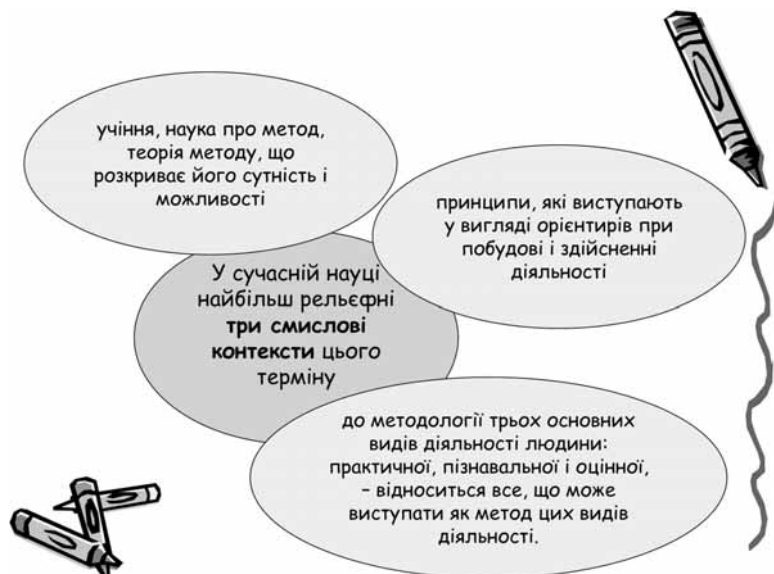 учіння, наука про метод,
теорія методу, що
розкриває його сутність і
можливості
принципи, які виступають
у вигляді орієнтирів при
побудові і здійсненні
діяльності
У сучасній науці
найбільш рельєфні
три смислові
контексти цього
терміну
до методології трьох основних
видів діяльності людини:
практичної, пізнавальної і оцінної,
– відноситься все, що може
виступати як метод цих видів
діяльності.